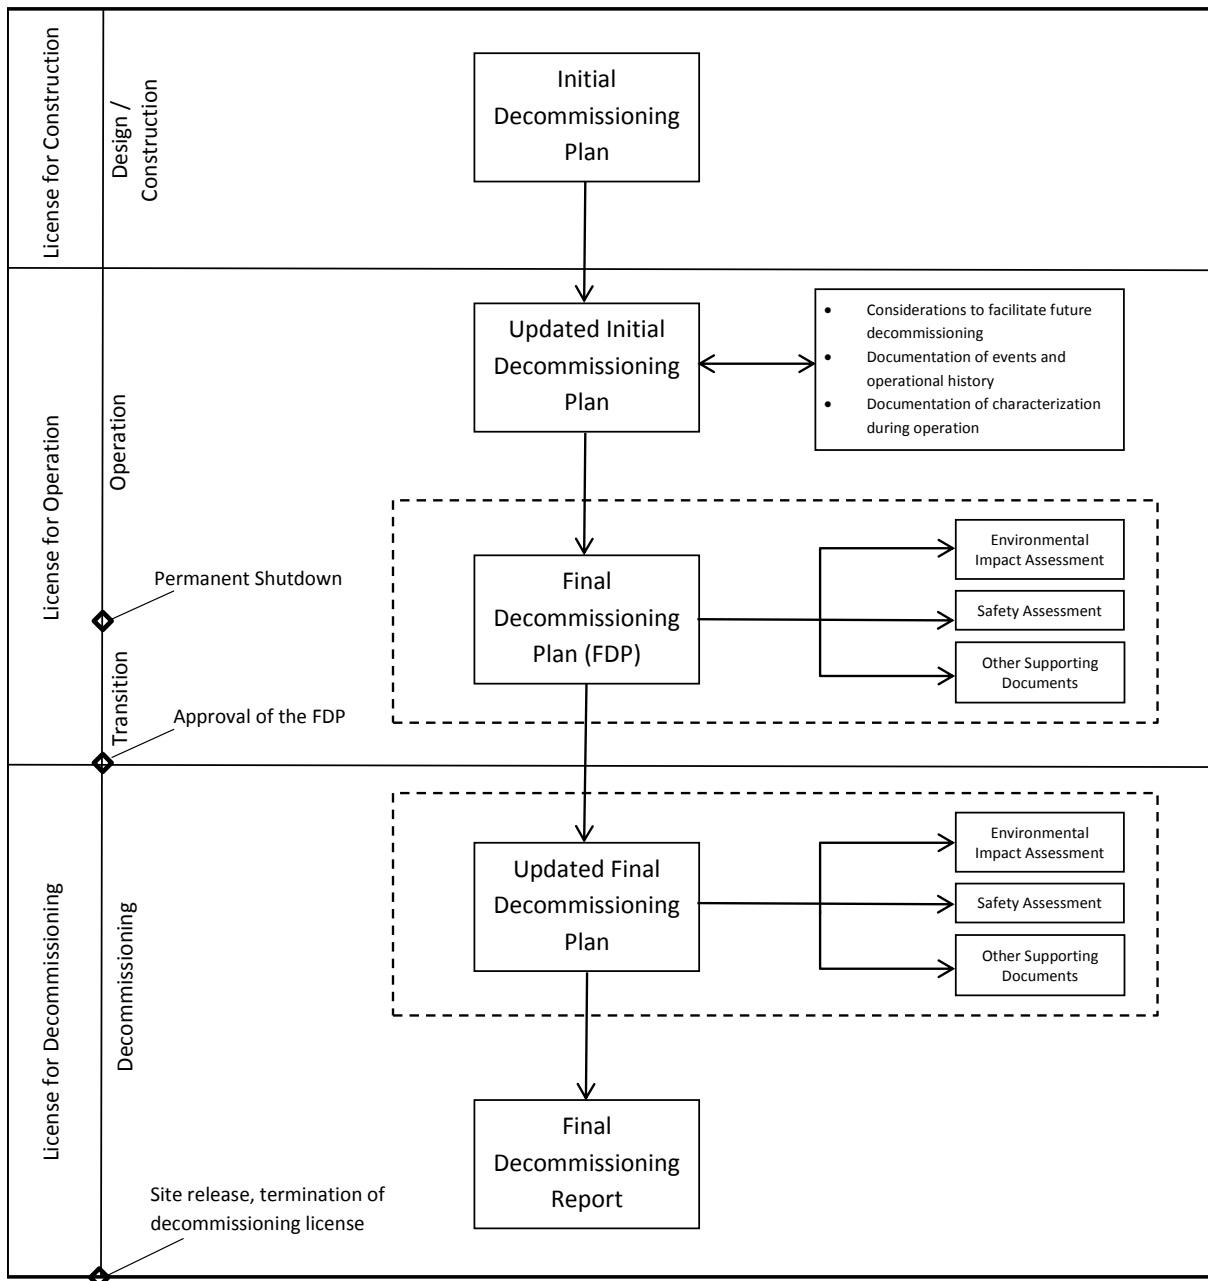 License for Construction
Design /
Construction
Initial
Decommissioning
Plan
License for Operation
Operation
Updated Initial
Decommissioning
Plan
• Considerations to facilitate future
decommissioning
• Documentation of events and
operational history
• Documentation of characterization
during operation
Permanent Shutdown
Final
Decommissioning
Plan (FDP)
Environmental
Impact Assessment
Safety Assessment
Other Supporting
Documents
Transition
Approval of the FDP
License for Decommissioning
Decommissioning
Updated Final
Decommissioning
Plan
Environmental
Impact Assessment
Safety Assessment
Other Supporting
Documents
Final
Decommissioning
Report
Site release, termination of
decommissioning license